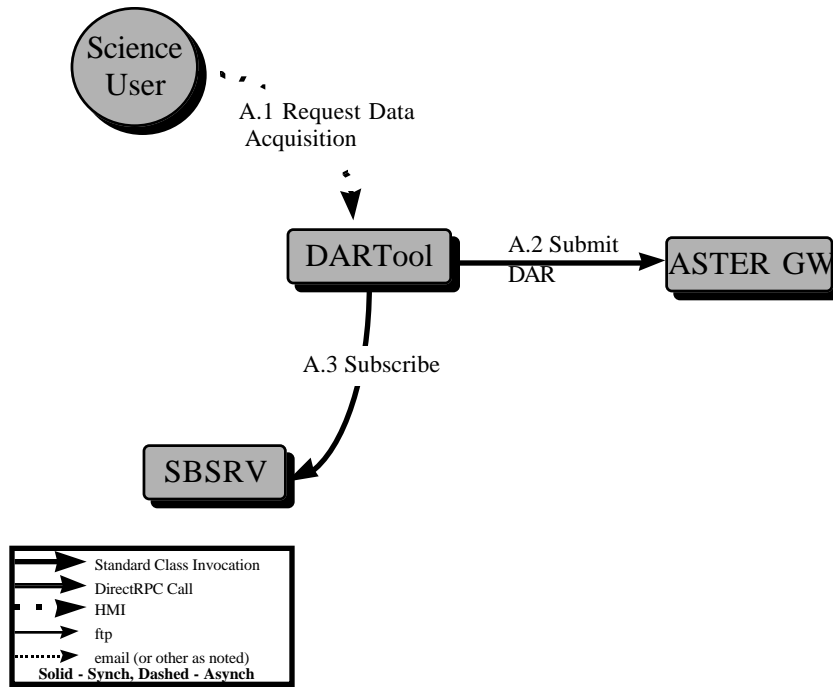 Science
User
A.1 Request Data
Acquisition
DARTool
A.2 Submit
DAR
ASTER GW
A.3 Subscribe
SBSRV
Standard Class Invocation
DirectRPC Call
HMI
ftp
email (or other as noted)
Solid - Synch, Dashed - Asynch